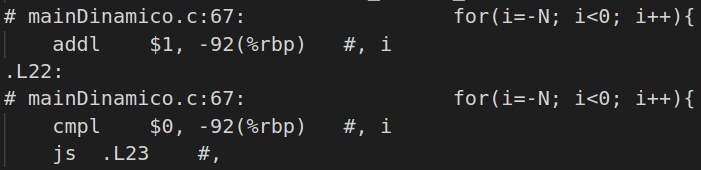 # mainDinamico.c:67: for(i=-N; i<0; i++){
addl $1, -92(%rbp) #, i
.L22:
# mainDinamico.c:67: for(i=-N; i<0; i++){
cmpl $0, -92(%rbp) #, i
js .L23 #,